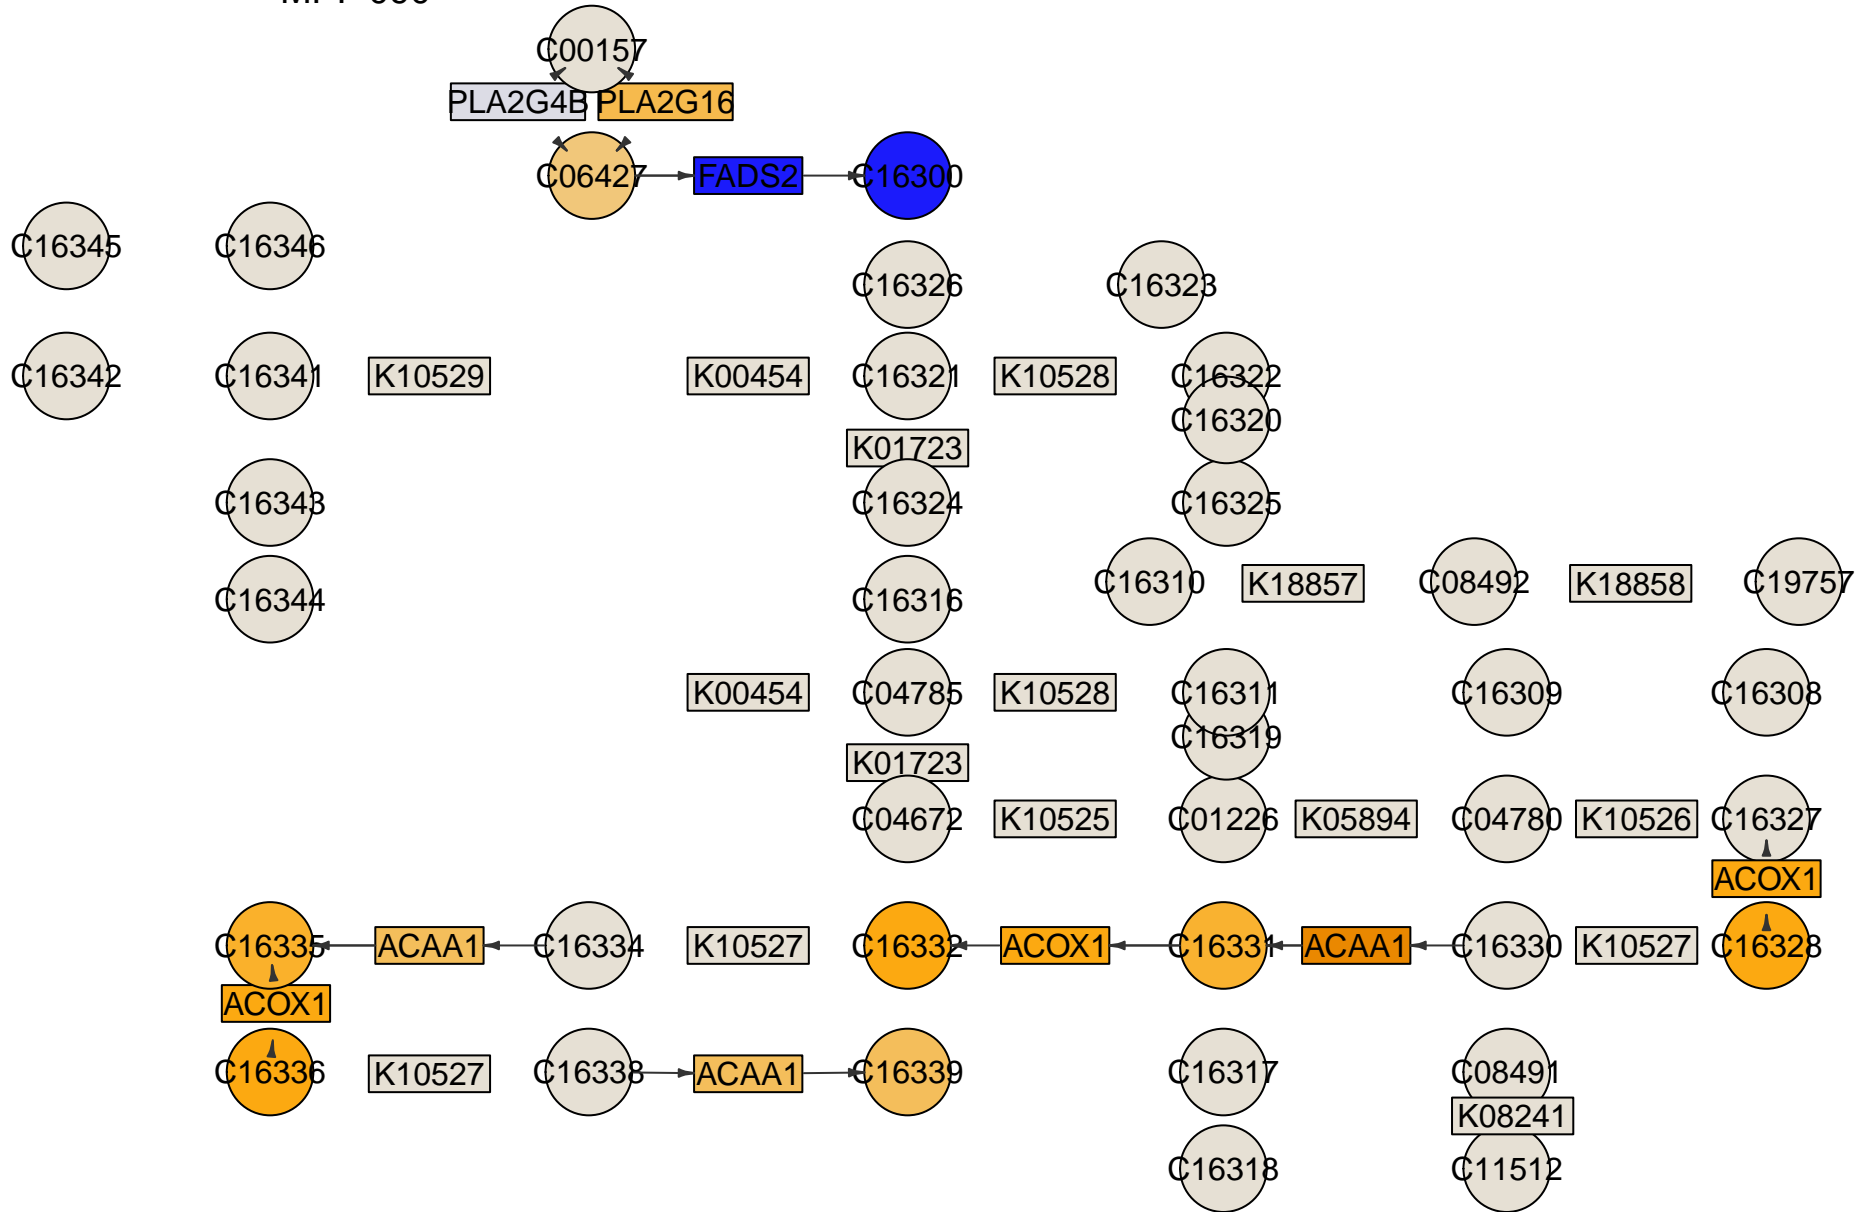 C00157
PLA2G4B PLA2G16
C06427 FADS2 C16300
C16345 C16346
C16326 C16323
C16342 C16341 K10529 K00454 C16321 K10528 C16322
C16320
K01723
C16343 C16324 C16325
C16310 K18857 C08492 K18858 C19757
C16344 C16316
K00454 C04785 K10528 C16311 C16309 C16308
C16319
K01723
C04672 K10525 C01226 K05894 C04780 K10526 C16327
ACOX1
C16335 ACAA1 C16334 K10527 C16332 ACOX1 C16331 ACAA1 C16330 K10527 C16328
ACOX1
C16336 K10527 C16338 ACAA1 C16339 C16317 C08491
K08241
C16318 C11512